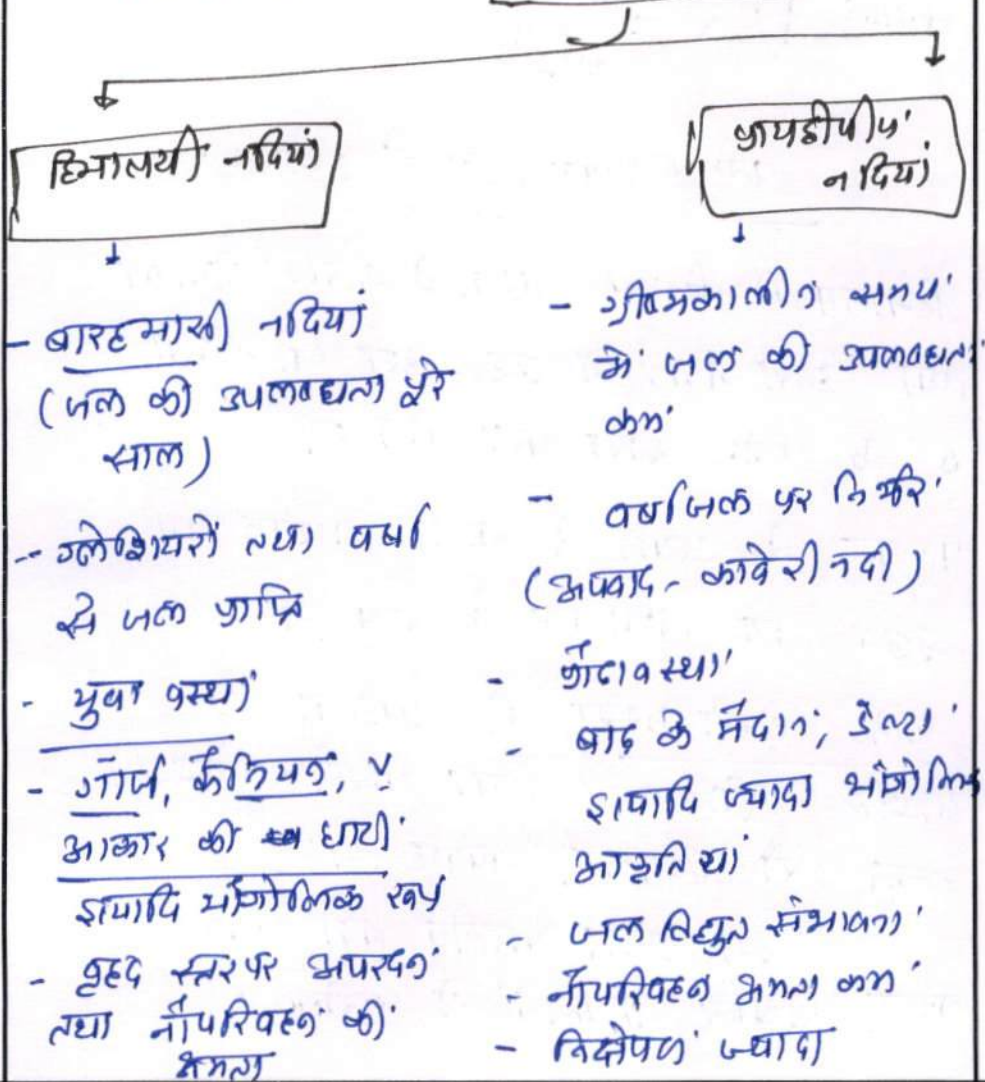 हिमालयी नदियां
- बारहमासी नदियां
(जल की उपलब्धता पूरे
साल)
- ग्लेशियरों तथा वर्षा
से जल प्राप्ति
- युवा वस्था
- गॉर्ज, कैनियन, V
आकार की घाटी
इत्यादि भौगोलिक रूप
- वृहद स्तर पर अपरदन
तथा नौपरिवहन की
क्षमता
प्रायद्वीपीय
नदियां
- ग्रीष्मकालीन समय
में जल की उपलब्धता
कम
- वर्षाजल पर निर्भर
(अपवाद - कावेरी नदी)
- प्रौढावस्था
- बाढ़ के मैदान, डेल्टा
इत्यादि ज्यादा भौगोलिक
आकृतियां
- जल विद्युत संभावना
- नौपरिवहन क्षमता कम
- निक्षेपण ज्यादा